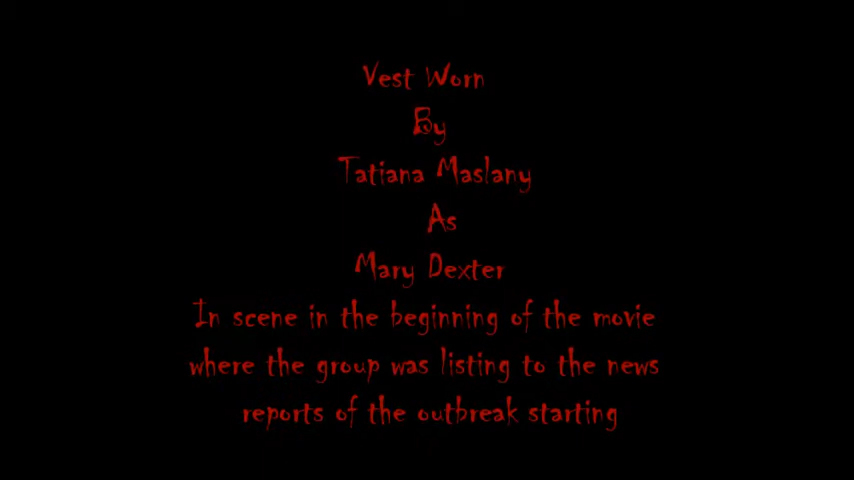 Vest Worn
By
Tatiana Maslany
As
Mary Dexter
In scene in the beginning of the movie
where the group was listing to the news
reports of the outbreak starting